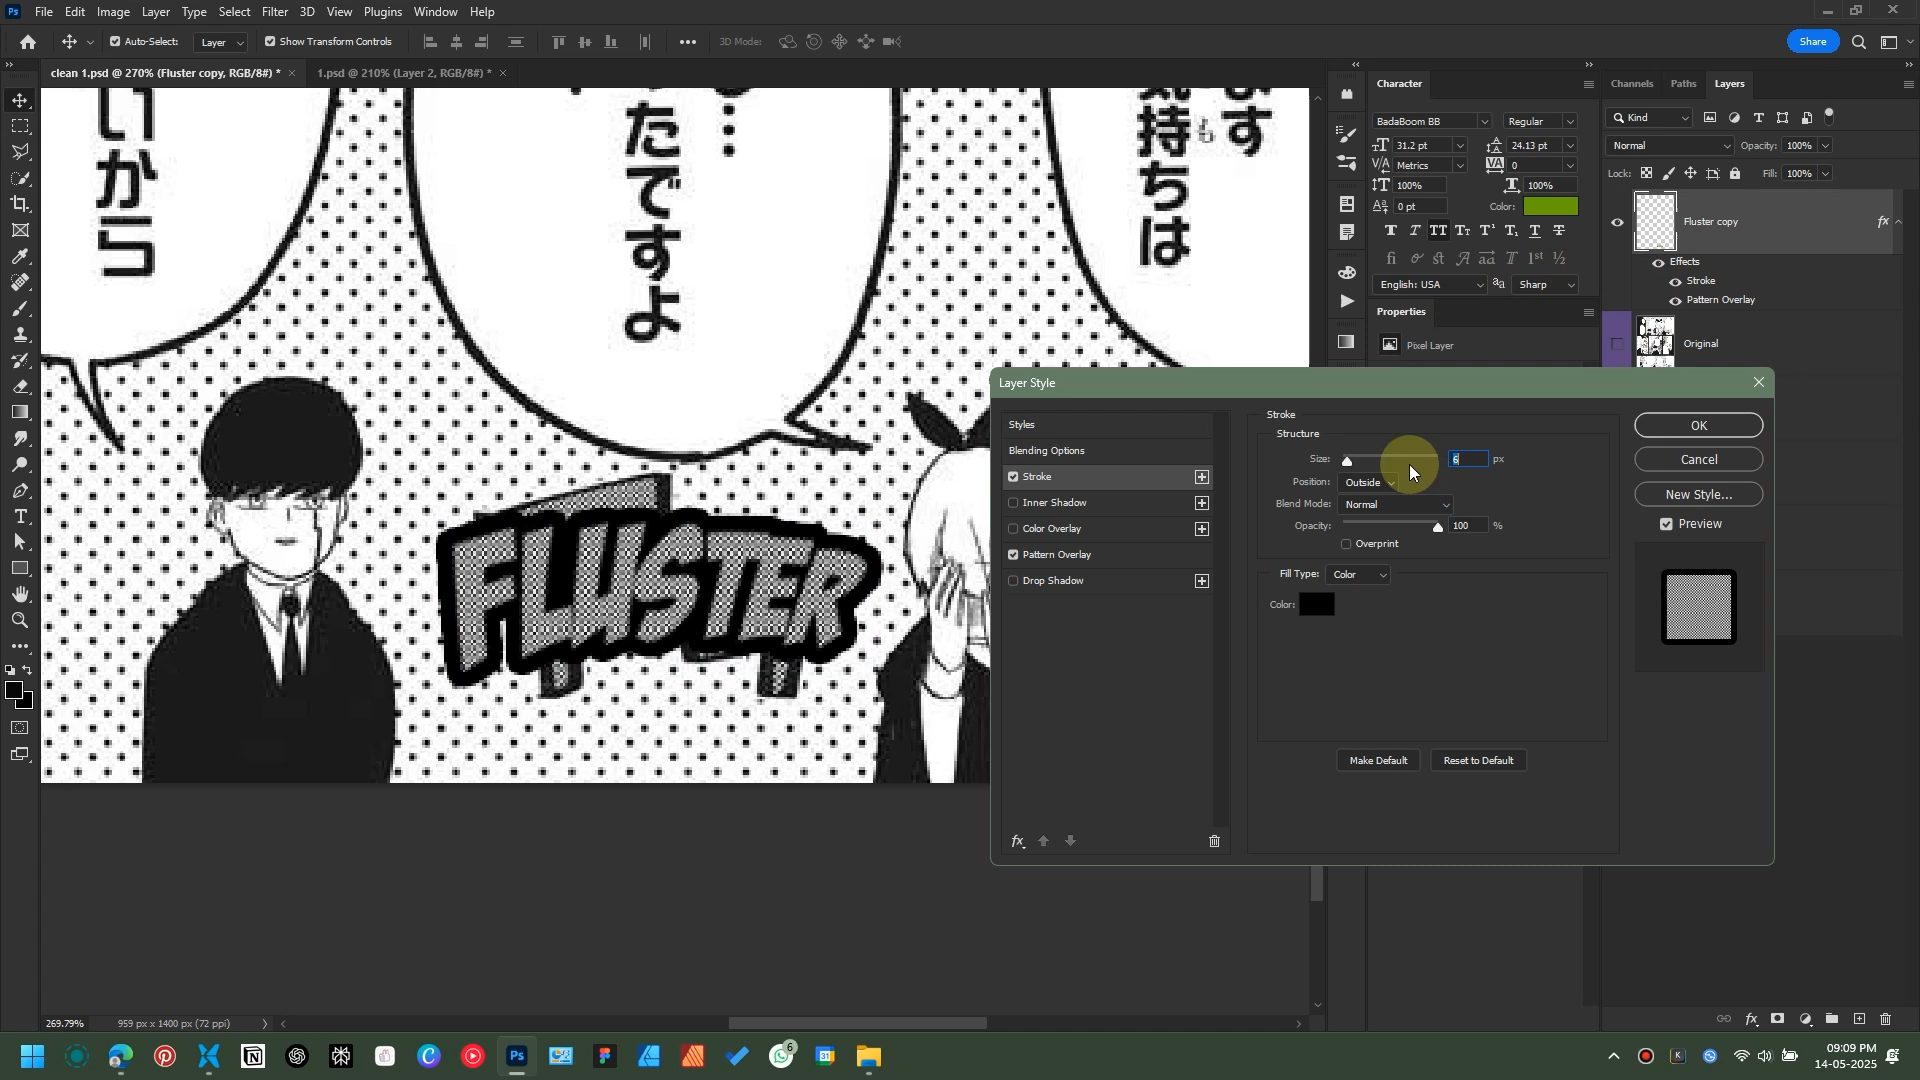 File Edit Image Layer Type Select Filter 3D View Plugins Window Help
Auto-Select: Layer Show Transform Controls 3D Mode: Share
clean 1.psd @ 270% (Fluster copy, RGB/8#) *
1.psd @ 210% (Layer 2, RGB/8#) *
いから
たですよ
持ちは
も
Character
BadaBoom BB Regular
31.2 pt 24.13 pt
Metrics 0
100% 100%
0 pt Color:
English: USA Sharp
Properties
Pixel Layer
Channels Paths Layers
Kind
Normal Opacity: 100%
Lock: Fill: 100%
Fluster copy fx
Effects
Stroke
Pattern Overlay
Original
FLUSTER
Layer Style
Styles
Blending Options
Stroke
Inner Shadow
Color Overlay
Pattern Overlay
Drop Shadow
fx
Stroke
Structure
Size: 6 px
Position: Outside
Blend Mode: Normal
Opacity: 100 %
Overprint
Fill Type: Color
Color:
Make Default Reset to Default
OK
Cancel
New Style...
Preview
269.79% 959 px x 1400 px (72 ppi)
09:09 PM
14-05-2025